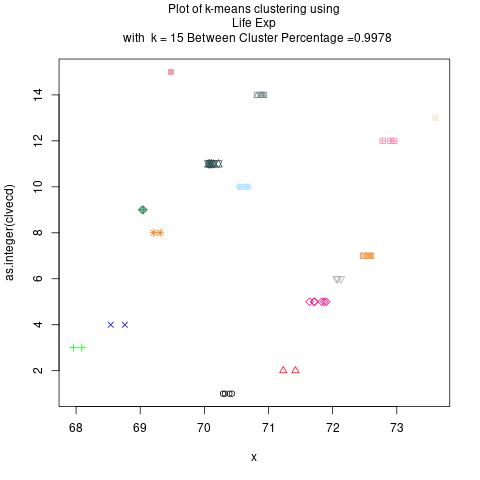 Plot of k-means clustering using
Life Exp
with  k = 15 Between Cluster Percentage =0.9978
14
12
10
8
6
4
2
as.integer(clvecd)
68 69 70 71 72 73
x